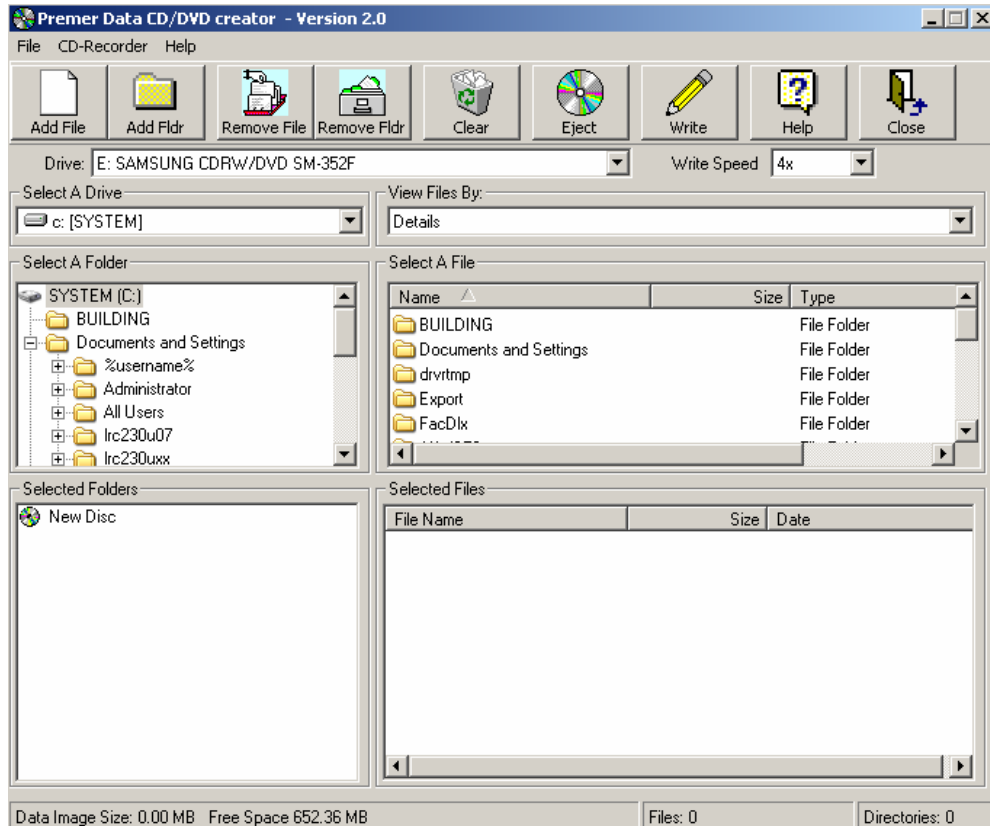 Premer Data CD/DVD creator - Version 2.0
File CD-Recorder Help
Add File Add Fldr Remove File Remove Fldr Clear Eject Write Help Close
Drive: E: SAMSUNG CDRW/DVD SM-352F Write Speed 4x
Select A Drive View Files By:
c: [SYSTEM] Details
Select A Folder Select A File
SYSTEM (C:) Name Size Type
BUILDING BUILDING File Folder
Documents and Settings Documents and Settings File Folder
%username% drvrtmp File Folder
Administrator Export File Folder
All Users FacDlx File Folder
lrc230u07
lrc230uxx
Selected Folders Selected Files
New Disc File Name Size Date
Data Image Size: 0.00 MB Free Space 652.36 MB Files: 0 Directories: 0